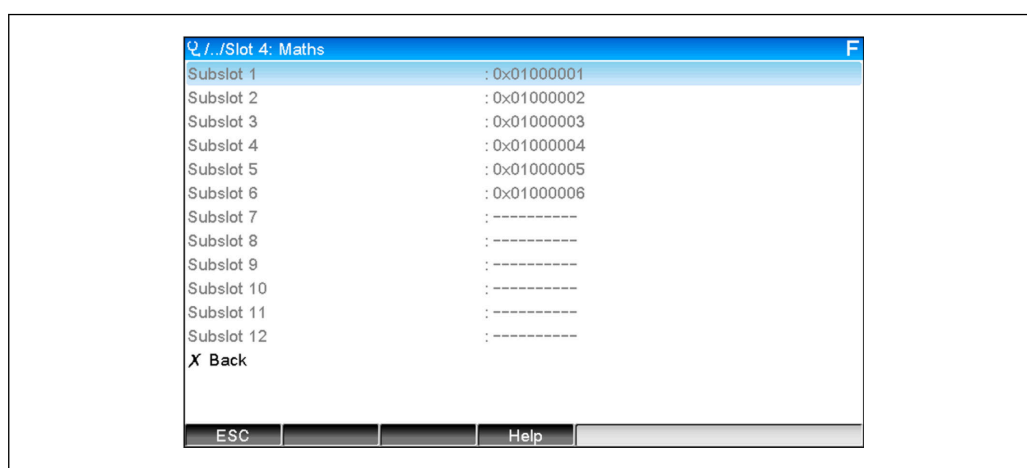 /../Slot 4: Maths F
Subslot 1 : 0x01000001
Subslot 2 : 0x01000002
Subslot 3 : 0x01000003
Subslot 4 : 0x01000004
Subslot 5 : 0x01000005
Subslot 6 : 0x01000006
Subslot 7 : ----------
Subslot 8 : ----------
Subslot 9 : ----------
Subslot 10 : ----------
Subslot 11 : ----------
Subslot 12 : ----------
X Back
ESC Help